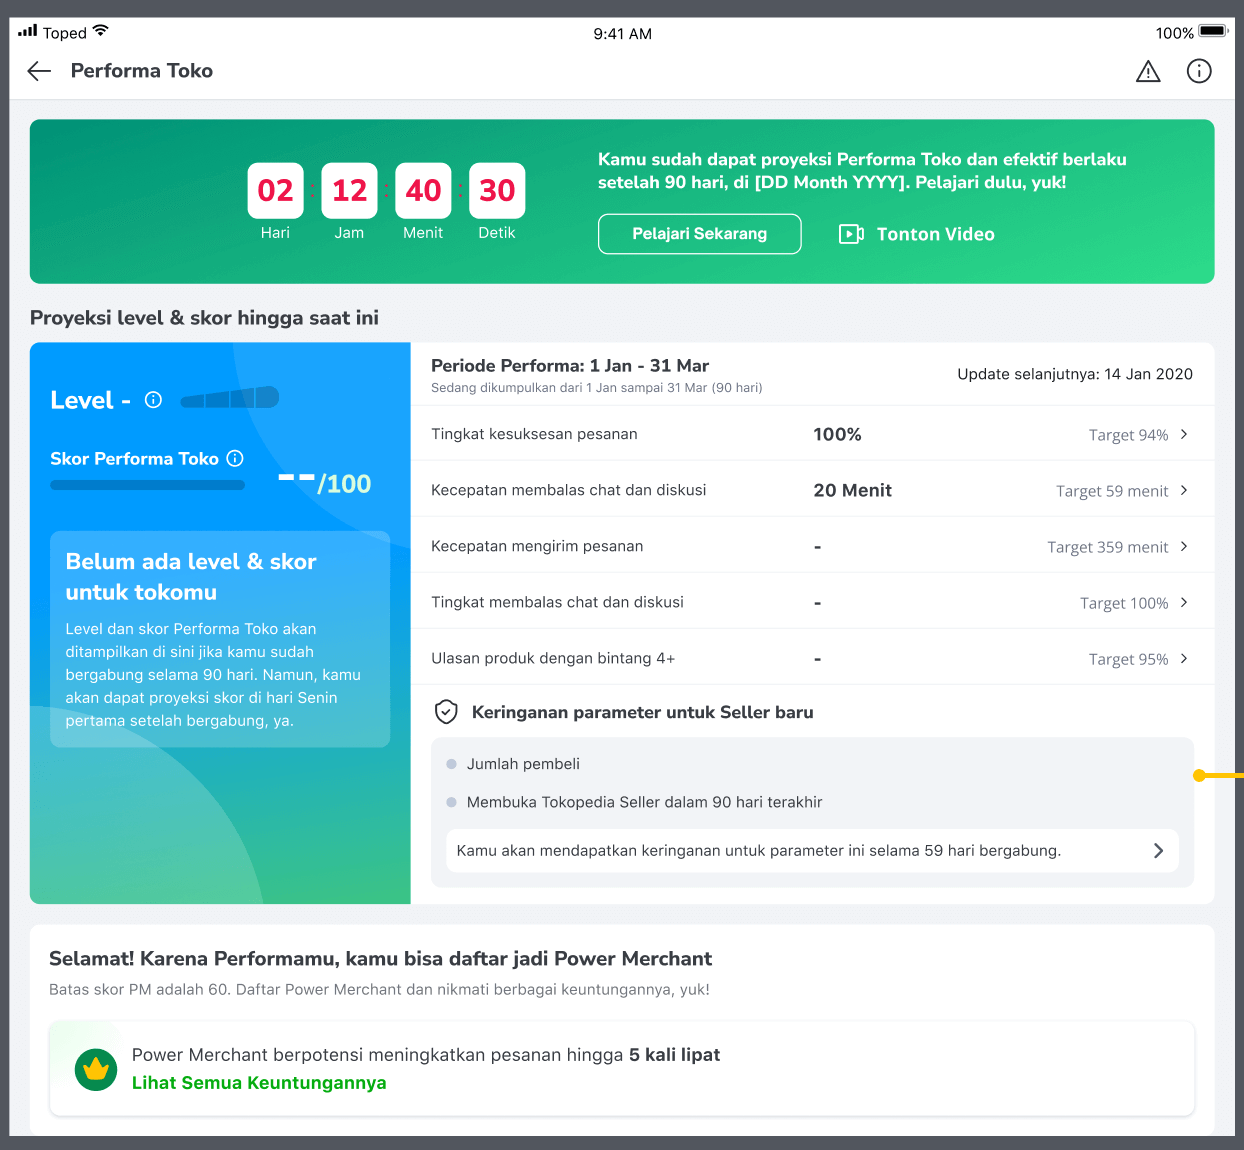 Toped
9:41 AM
100%
Performa Toko
02 : 12 : 40 : 30
Hari Jam Menit Detik
Kamu sudah dapat proyeksi Performa Toko dan efektif berlaku
setelah 90 hari, di [DD Month YYYY]. Pelajari dulu, yuk!
Pelajari Sekarang
Tonton Video
Proyeksi level & skor hingga saat ini
Level -
Skor Performa Toko
--/100
Belum ada level & skor
untuk tokomu
Level dan skor Performa Toko akan
ditampilkan di sini jika kamu sudah
bergabung selama 90 hari. Namun, kamu
akan dapat proyeksi skor di hari Senin
pertama setelah bergabung, ya.
Periode Performa: 1 Jan - 31 Mar
Sedang dikumpulkan dari 1 Jan sampai 31 Mar (90 hari)
Update selanjutnya: 14 Jan 2020
Tingkat kesuksesan pesanan 100% Target 94%
Kecepatan membalas chat dan diskusi 20 Menit Target 59 menit
Kecepatan mengirim pesanan - Target 359 menit
Tingkat membalas chat dan diskusi - Target 100%
Ulasan produk dengan bintang 4+ - Target 95%
Keringanan parameter untuk Seller baru
Jumlah pembeli
Membuka Tokopedia Seller dalam 90 hari terakhir
Kamu akan mendapatkan keringanan untuk parameter ini selama 59 hari bergabung.
Selamat! Karena Performamu, kamu bisa daftar jadi Power Merchant
Batas skor PM adalah 60. Daftar Power Merchant dan nikmati berbagai keuntungannya, yuk!
Power Merchant berpotensi meningkatkan pesanan hingga 5 kali lipat
Lihat Semua Keuntungannya